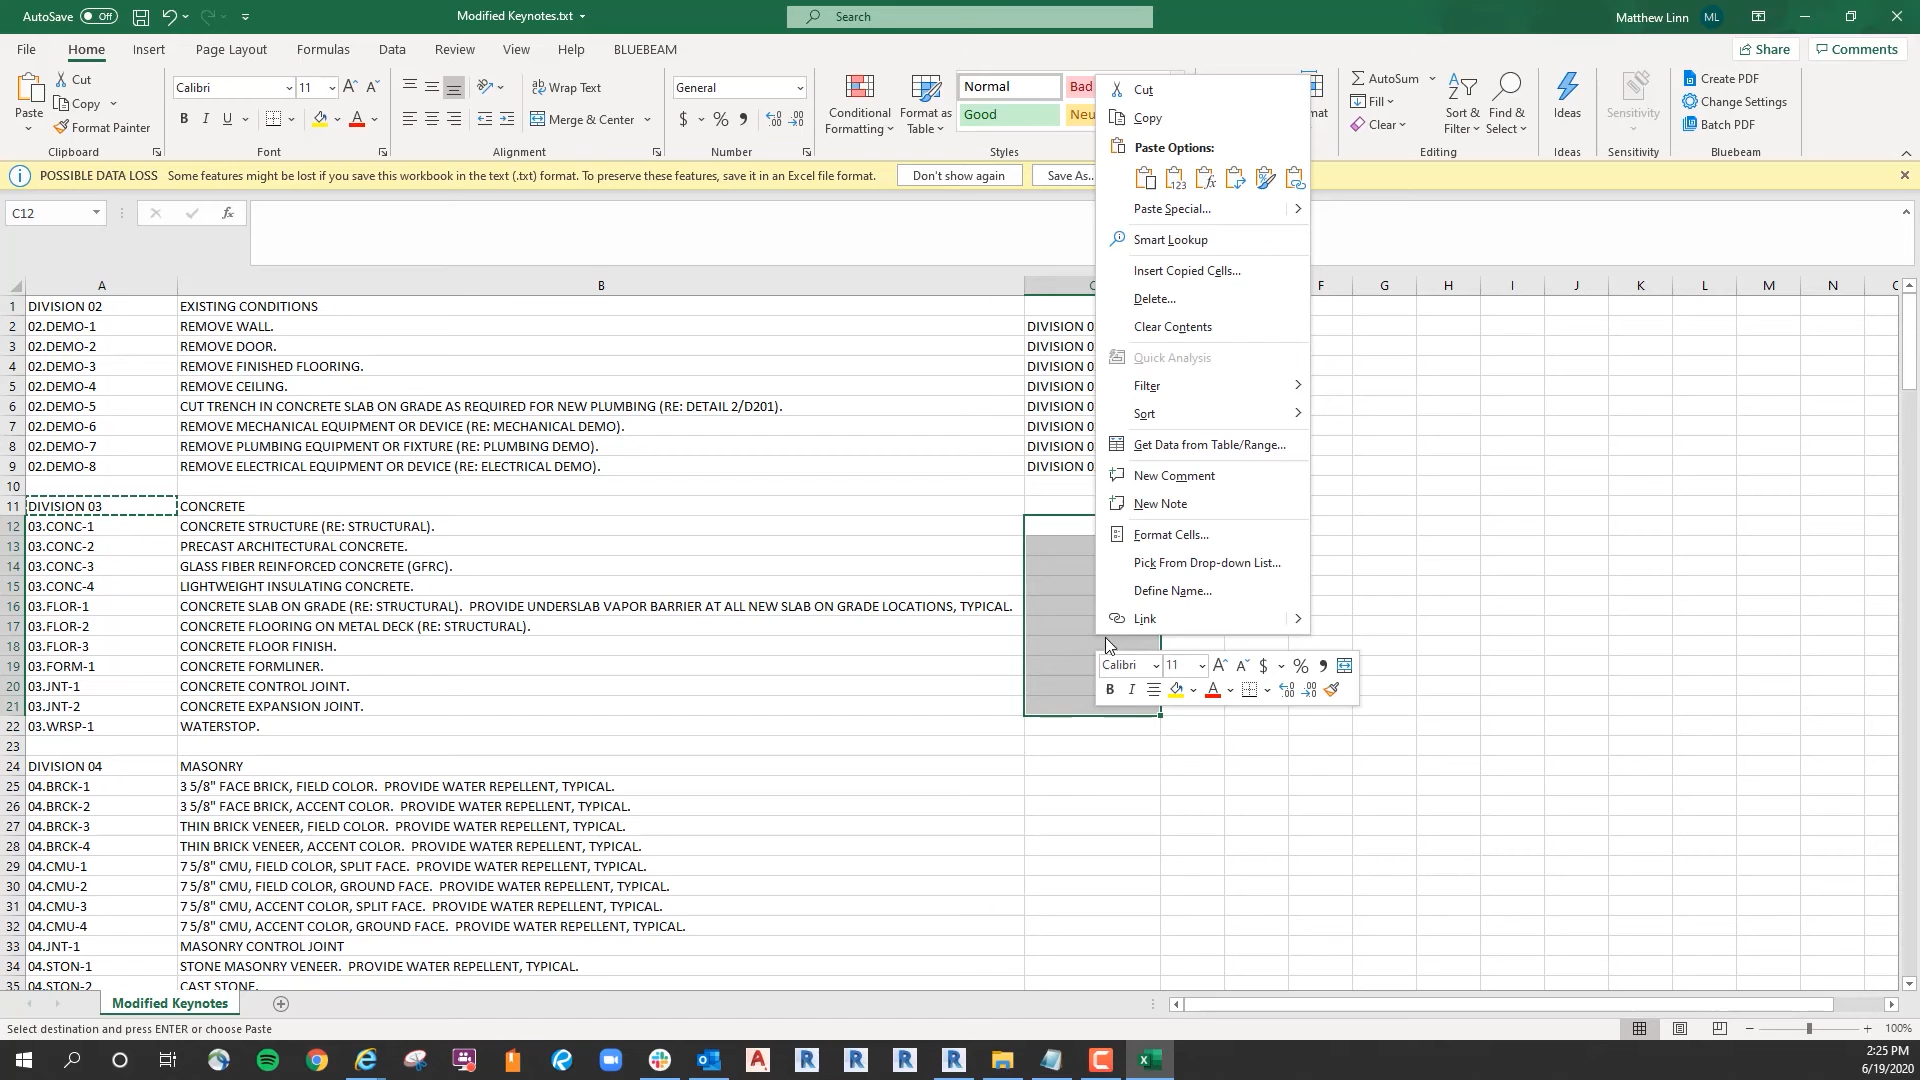 AutoSave Off
Modified Keynotes.txt
Search
Matthew Linn ML
File Home Insert Page Layout Formulas Data Review View Help BLUEBEAM
Share Comments
Paste
Cut
Copy
Format Painter
Clipboard
Calibri 11
B I U
Font
Wrap Text
Merge & Center
Alignment
General
$ % 9
Number
Conditional Formatting
Format as Table
Normal Bad
Good
Styles
AutoSum
Fill
Clear
Sort & Filter
Find & Select
Editing
Ideas
Ideas
Sensitivity
Sensitivity
Create PDF
Change Settings
Batch PDF
Bluebeam
POSSIBLE DATA LOSS Some features might be lost if you save this workbook in the text (.txt) format. To preserve these features, save it in an Excel file format. Don't show again Save As..
C12 fx
A B F G H I J K L M N
1 DIVISION 02 EXISTING CONDITIONS
2 02.DEMO-1 REMOVE WALL.
3 02.DEMO-2 REMOVE DOOR.
4 02.DEMO-3 REMOVE FINISHED FLOORING.
5 02.DEMO-4 REMOVE CEILING.
6 02.DEMO-5 CUT TRENCH IN CONCRETE SLAB ON GRADE AS REQUIRED FOR NEW PLUMBING (RE: DETAIL 2/D201).
7 02.DEMO-6 REMOVE MECHANICAL EQUIPMENT OR DEVICE (RE: MECHANICAL DEMO).
8 02.DEMO-7 REMOVE PLUMBING EQUIPMENT OR FIXTURE (RE: PLUMBING DEMO).
9 02.DEMO-8 REMOVE ELECTRICAL EQUIPMENT OR DEVICE (RE: ELECTRICAL DEMO).
10
11 DIVISION 03 CONCRETE
12 03.CONC-1 CONCRETE STRUCTURE (RE: STRUCTURAL).
13 03.CONC-2 PRECAST ARCHITECTURAL CONCRETE.
14 03.CONC-3 GLASS FIBER REINFORCED CONCRETE (GFRC).
15 03.CONC-4 LIGHTWEIGHT INSULATING CONCRETE.
16 03.FLOR-1 CONCRETE SLAB ON GRADE (RE: STRUCTURAL). PROVIDE UNDERSLAB VAPOR BARRIER AT ALL NEW SLAB ON GRADE LOCATIONS, TYPICAL.
17 03.FLOR-2 CONCRETE FLOORING ON METAL DECK (RE: STRUCTURAL).
18 03.FLOR-3 CONCRETE FLOOR FINISH.
19 03.FORM-1 CONCRETE FORMLINER.
20 03.JNT-1 CONCRETE CONTROL JOINT.
21 03.JNT-2 CONCRETE EXPANSION JOINT.
22 03.WRSP-1 WATERSTOP.
23
24 DIVISION 04 MASONRY
25 04.BRCK-1 3 5/8" FACE BRICK, FIELD COLOR. PROVIDE WATER REPELLENT, TYPICAL.
26 04.BRCK-2 3 5/8" FACE BRICK, ACCENT COLOR. PROVIDE WATER REPELLENT, TYPICAL.
27 04.BRCK-3 THIN BRICK VENEER, FIELD COLOR. PROVIDE WATER REPELLENT, TYPICAL.
28 04.BRCK-4 THIN BRICK VENEER, ACCENT COLOR. PROVIDE WATER REPELLENT, TYPICAL.
29 04.CMU-1 7 5/8" CMU, FIELD COLOR, SPLIT FACE. PROVIDE WATER REPELLENT, TYPICAL.
30 04.CMU-2 7 5/8" CMU, FIELD COLOR, GROUND FACE. PROVIDE WATER REPELLENT, TYPICAL.
31 04.CMU-3 7 5/8" CMU, ACCENT COLOR, SPLIT FACE. PROVIDE WATER REPELLENT, TYPICAL.
32 04.CMU-4 7 5/8" CMU, ACCENT COLOR, GROUND FACE. PROVIDE WATER REPELLENT, TYPICAL.
33 04.JNT-1 MASONRY CONTROL JOINT
34 04.STON-1 STONE MASONRY VENEER. PROVIDE WATER REPELLENT, TYPICAL.
35 04.STON-2 CAST STONE.
DIVISION
DIVISION
DIVISION
DIVISION
DIVISION
DIVISION
DIVISION
DIVISION
Cut
Copy
Paste Options:
Paste Special...
Smart Lookup
Insert Copied Cells...
Delete...
Clear Contents
Quick Analysis
Filter
Sort
Get Data from Table/Range...
New Comment
New Note
Format Cells...
Pick From Drop-down List...
Define Name...
Link
Calibri 11 A A $ % 9
B I A
Modified Keynotes
Select destination and press ENTER or choose Paste
100%
2:25 PM
6/19/2020